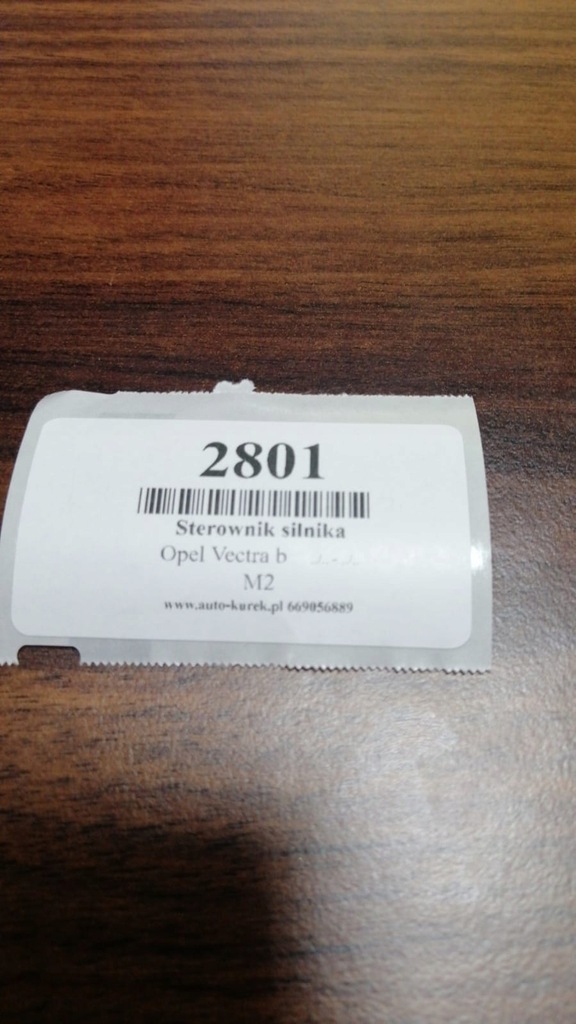 2801
Sterownik silnika
Opel Vectra b
M2
www.auto-kurek.pl 669056889